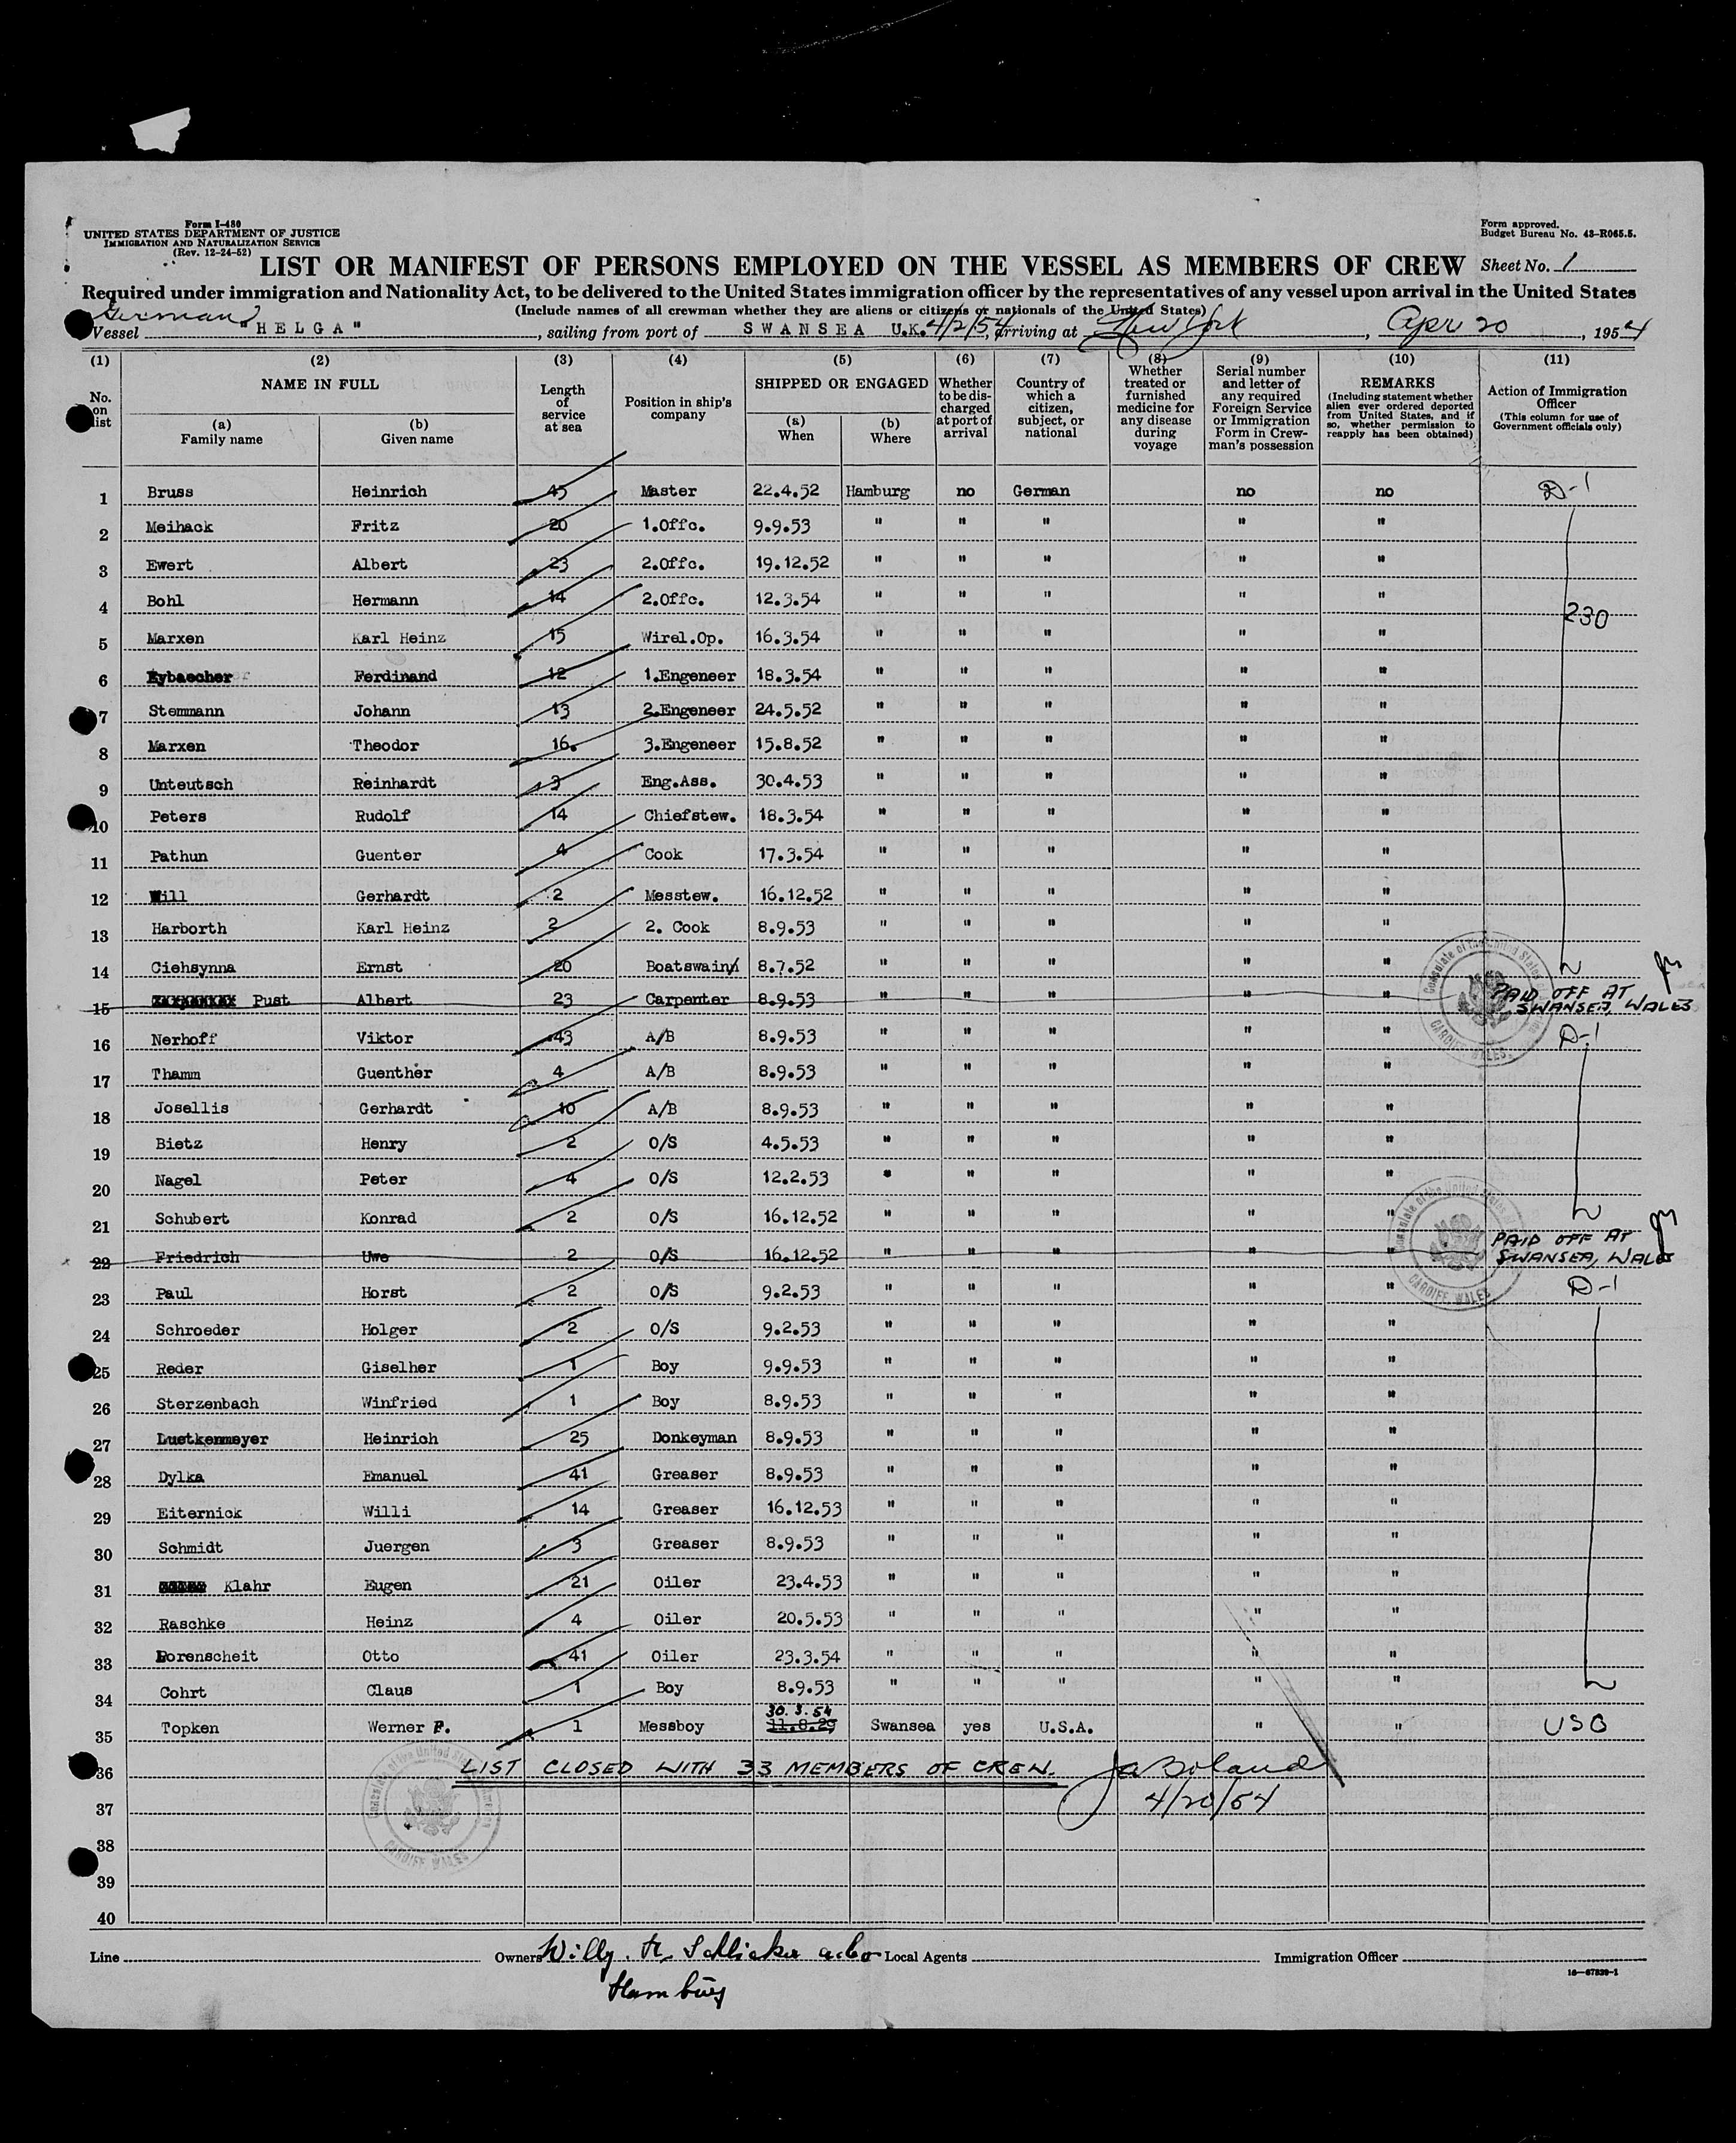 Form I-480
UNITED STATES DEPARTMENT OF JUSTICE
IMMIGRATION AND NATURALIZATION SERVICE
(Rev. 12-24-52)
Form approved.
Budget Bureau No. 43-R065.5.
LIST OR MANIFEST OF PERSONS EMPLOYED ON THE VESSEL AS MEMBERS OF CREW Sheet No. 1
Required under immigration and Nationality Act, to be delivered to the United States immigration officer by the representatives of any vessel upon arrival in the United States
(Include names of all crewman whether they are aliens or citizens or nationals of the United States)
German
Vessel "HELGA", sailing from port of SWANSEA U.K. 4/2/54, arriving at New York, Apr 20, 1954
(1) (2) (3) (4) (5) (6) (7) (8) (9) (10) (11)
No. on list
NAME IN FULL
(a) Family name
(b) Given name
Length of service at sea
Position in ship's company
SHIPPED OR ENGAGED
(a) When
(b) Where
Whether to be discharged at port of arrival
Country of which a citizen, subject, or national
Whether treated or furnished medicine for any disease during voyage
Serial number and letter of any required Foreign Service or Immigration Form in Crewman's possession
REMARKS
(Including statement whether alien ever ordered deported from United States, and if so, whether permission to reapply has been obtained)
Action of Immigration Officer
(This column for use of Government officials only)
1 Bruss Heinrich 45 Master 22.4.52 Hamburg no German no no D-1
2 Meihack Fritz 20 1.Offc. 9.9.53 " " " " "
3 Ewert Albert 23 2.Offc. 19.12.52 " " " " "
4 Bohl Hermann 14 2.Offc. 12.3.54 " " " " " 230
5 Marxen Karl Heinz 15 Wirel.Op. 16.3.54 " " " " "
6 Eybaecher Ferdinand 12 1.Engeneer 18.3.54 " " " " "
7 Stemmann Johann 13 2.Engeneer 24.5.52 " " " " "
8 Marxen Theodor 16. 3.Engeneer 15.8.52 " " " " "
9 Unteutsch Reinhardt 3 Eng.Ass. 30.4.53 " " " " "
10 Peters Rudolf 14 Chiefstew. 18.3.54 " " " " "
11 Pathun Guenter 4 Cook 17.3.54 " " " " "
12 Will Gerhardt 2 Messtew. 16.12.52 " " " " "
13 Harborth Karl Heinz 2 2. Cook 8.9.53 " " " " "
14 Ciehsynna Ernst 20 Boatswain 8.7.52 " " " " "
15 Pust Albert 23 Carpenter 8.9.53 " " " " " PAID OFF AT SWANSEA, WALES
16 Nerhoff Viktor 43 A/B 8.9.53 " " " " " D-1
17 Thamm Guenther 4 A/B 8.9.53 " " " " "
18 Josellis Gerhardt 10 A/B 8.9.53 " " " " "
19 Bietz Henry 2 O/S 4.5.53 " " " " "
20 Nagel Peter 4 O/S 12.2.53 " " " " "
21 Schubert Konrad 2 O/S 16.12.52 " " " " "
22 Friedrich Uwe 2 O/S 16.12.52 " " " " " PAID OFF AT SWANSEA, WALES
23 Paul Horst 2 O/S 9.2.53 " " " " " D-1
24 Schroeder Holger 2 O/S 9.2.53 " " " " "
25 Reder Giselher 1 Boy 9.9.53 " " " " "
26 Sterzenbach Winfried 1 Boy 8.9.53 " " " " "
27 Luetkenmeyer Heinrich 25 Donkeyman 8.9.53 " " " " "
28 Dylka Emanuel 41 Greaser 8.9.53 " " " " "
29 Eiternick Willi 14 Greaser 16.12.53 " " " " "
30 Schmidt Juergen 3 Greaser 8.9.53 " " " " "
31 Klahr Eugen 21 Oiler 23.4.53 " " " " "
32 Raschke Heinz 4 Oiler 20.5.53 " " " " "
33 Dorenscheit Otto 41 Oiler 23.3.54 " " " " "
34 Cohrt Claus 1 Boy 8.9.53 " " " " "
30.3.54
35 Topken Werner F. 1 Messboy 11.8.29 Swansea yes U.S.A. " " USC
36 LIST CLOSED WITH 33 MEMBERS OF CREW. Ja Boland
37 4/20/54
38
39
40
Consulate of the United States of America
CARDIFF WALES
Line Owners Willy H. Schlieker a.Co Local Agents Immigration Officer
Hamburg
16-67839-1